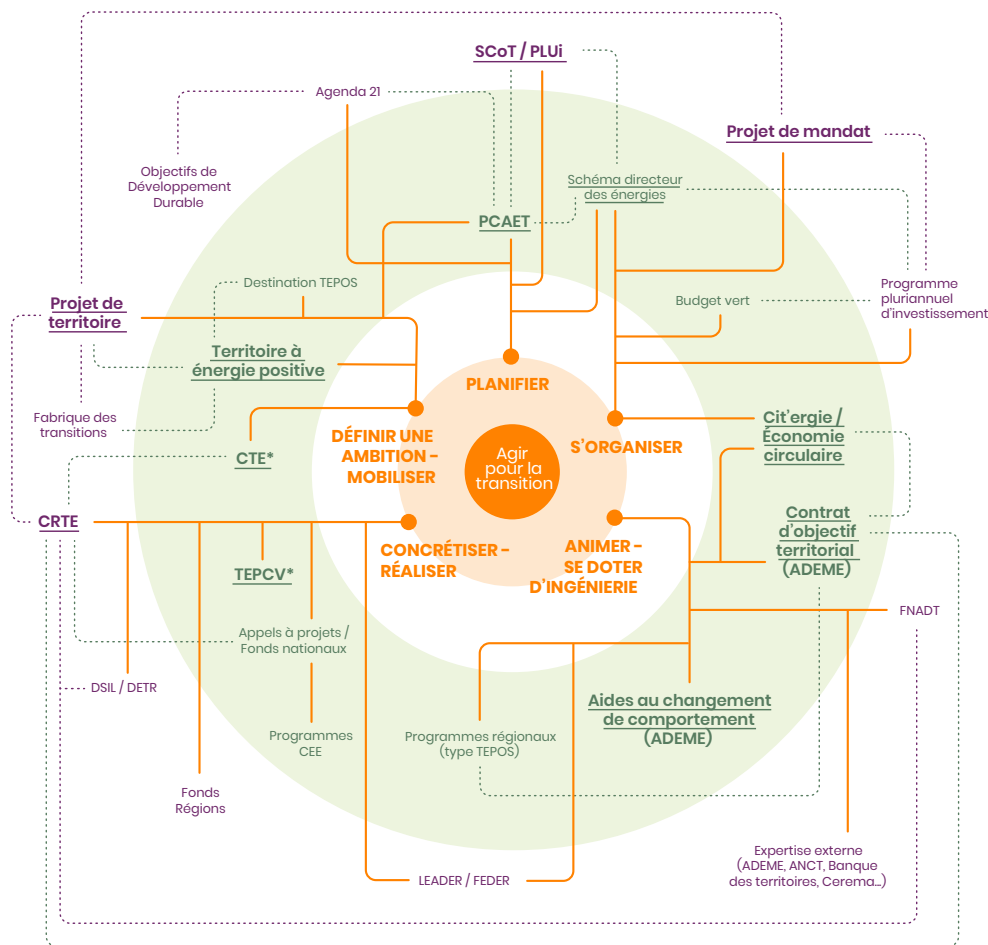 SCoT / PLUi
Agenda 21
Projet de mandat
Objectifs de
Développement
Durable
Schéma directeur
des énergies
PCAET
Destination TEPOS
Projet de
territoire
Budget vert
Programme
pluriannuel
d'investissement
Territoire à
énergie positive
PLANIFIER
Fabrique des
transitions
CTE*
DÉFINIR UNE
AMBITION –
MOBILISER
Agir
pour la
transition
S'ORGANISER
Cit'ergie /
Économie
circulaire
CRTE
CONCRÉTISER –
RÉALISER
ANIMER –
SE DOTER
D'INGÉNIERIE
Contrat
d'objectif
territorial
(ADEME)
TEPCV*
FNADT
Appels à projets /
Fonds nationaux
DSIL / DETR
Aides au changement
de comportement
(ADEME)
Programmes
CEE
Programmes régionaux
(type TEPOS)
Fonds
Régions
LEADER / FEDER
Expertise externe
(ADEME, ANCT, Banque
des territoires, Cerema...)